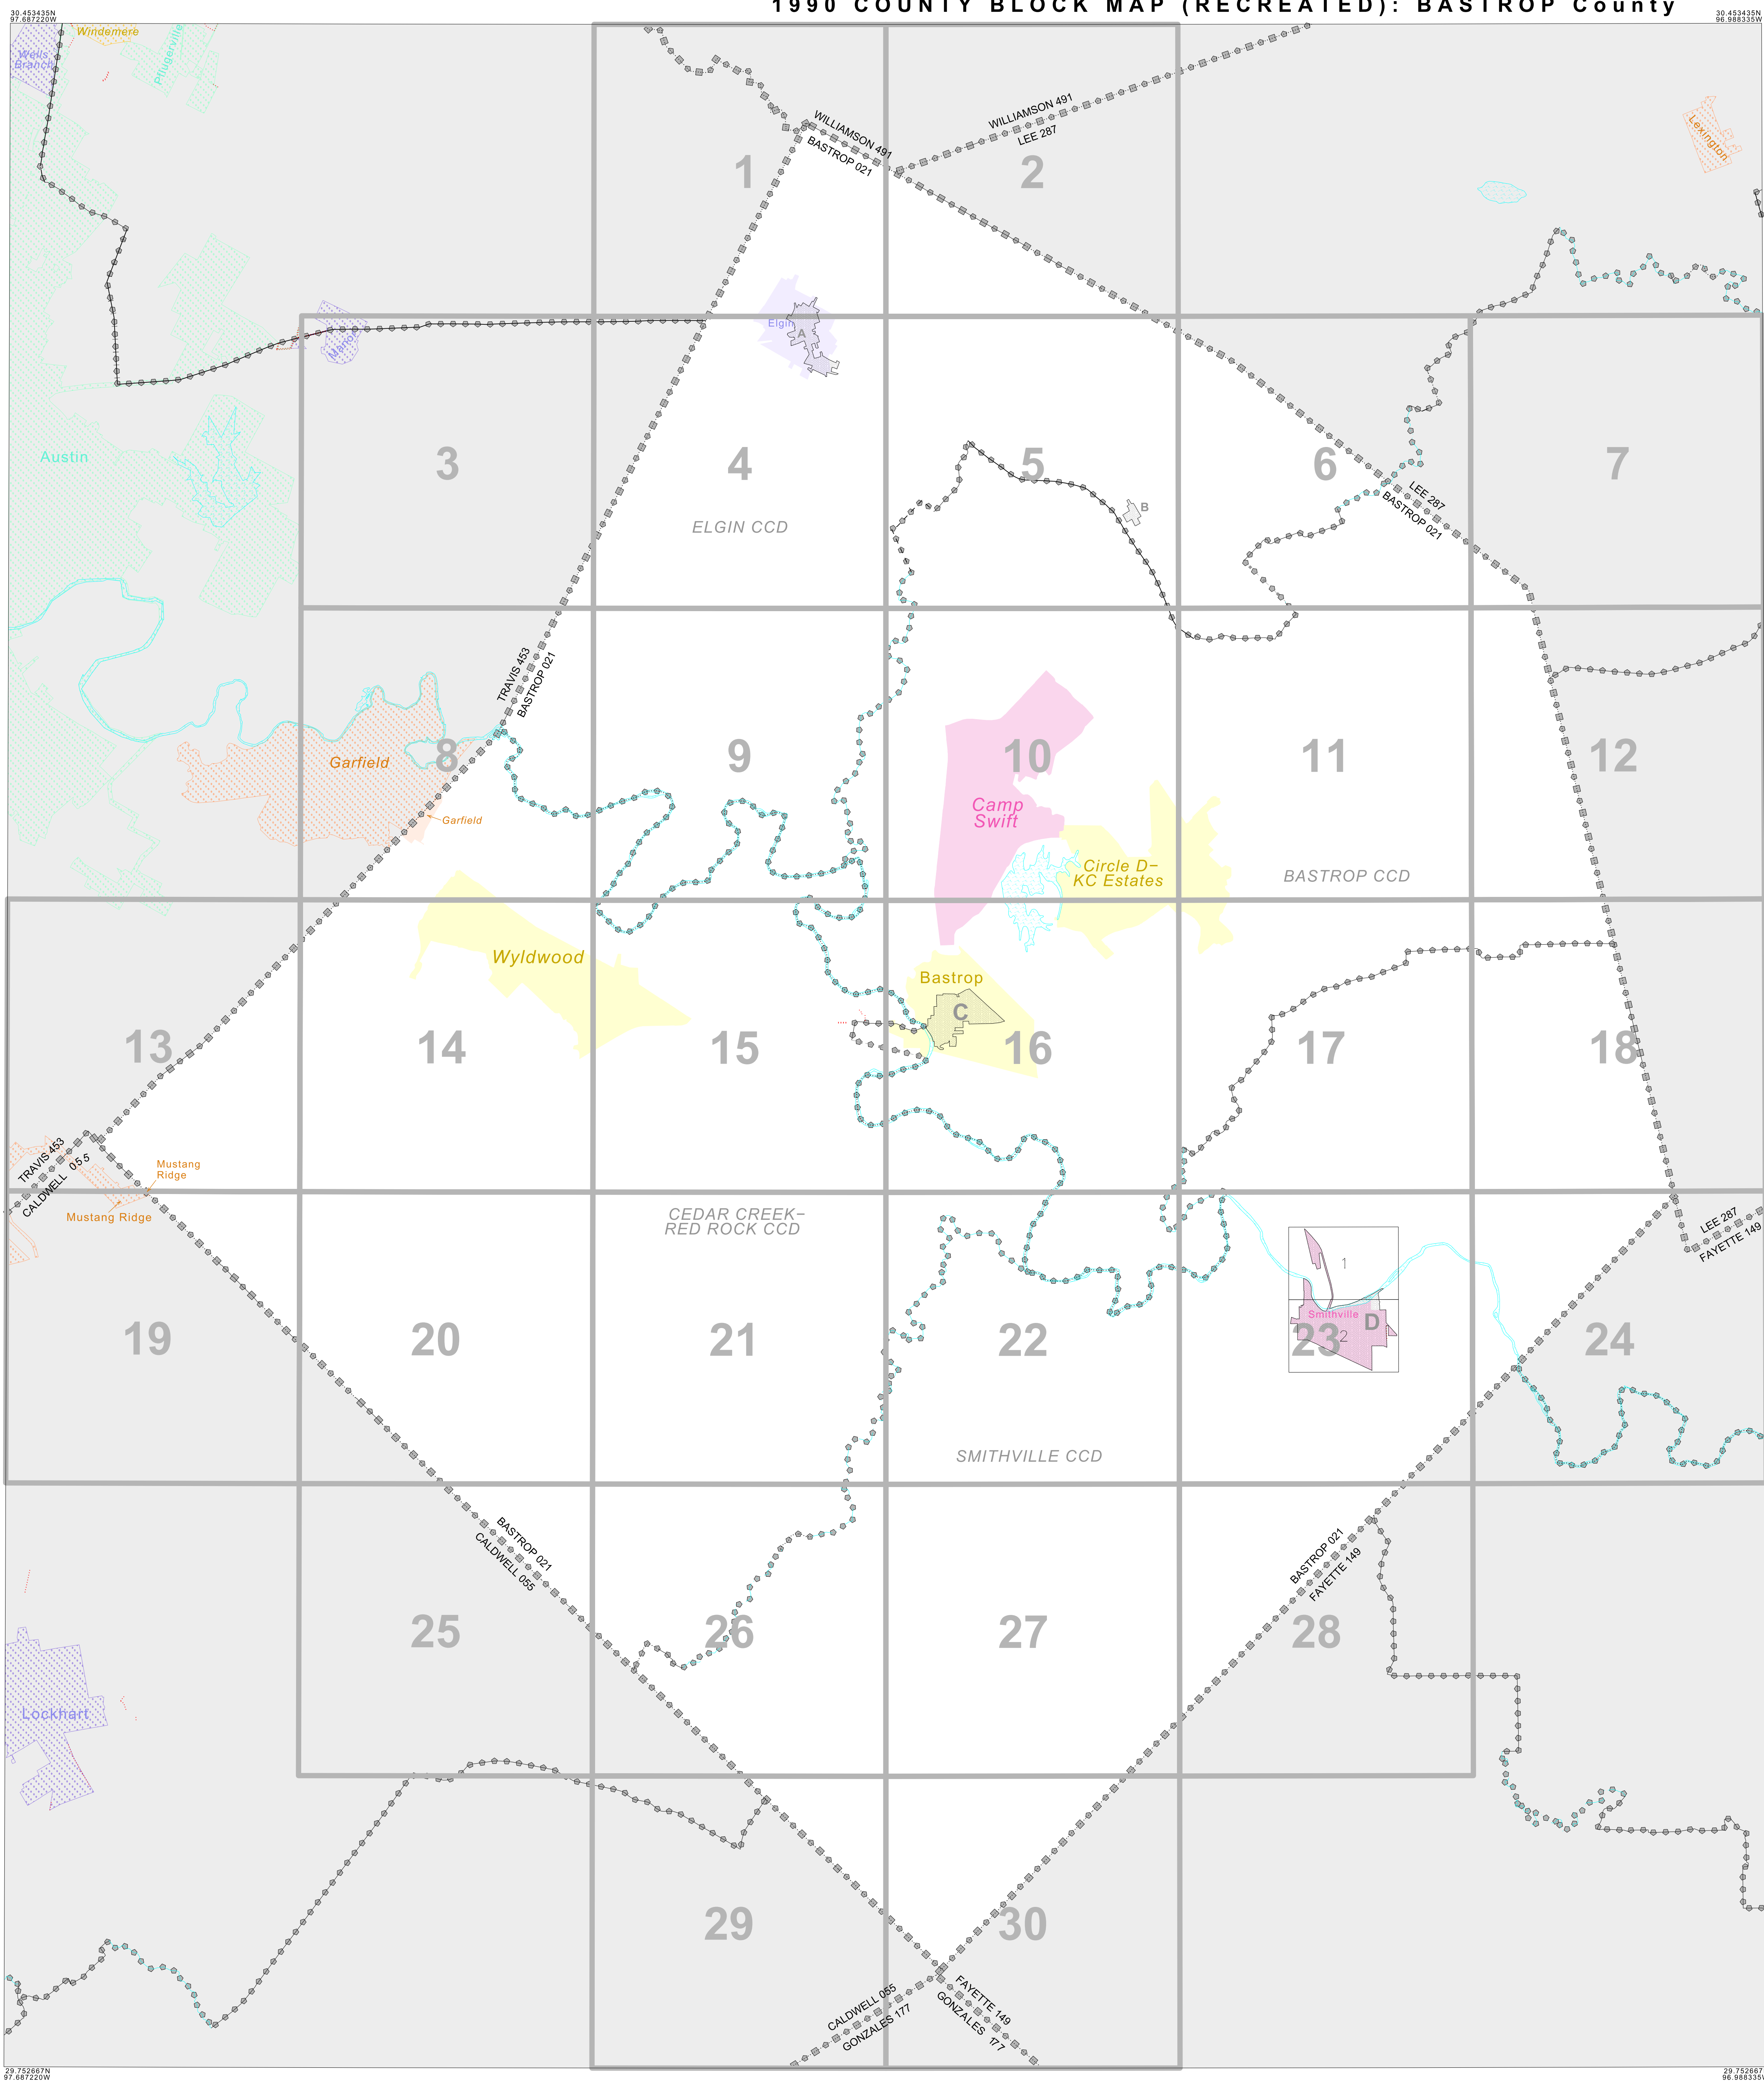 1990 COUNTY BLOCK MAP (RECREATED): BASTROP County
30.453435N
97.687220W
30.453435N
96.988335W
Windemere
Wells
Branch
Pflugerville
WILLIAMSON 491
BASTROP 021
WILLIAMSON 491
LEE 287
Lexington
1
2
Elgin
A
Manor
Austin
3
4
5
6
7
B
LEE 287
BASTROP 021
ELGIN CCD
TRAVIS 453
BASTROP 021
Garfield
8
9
10
11
12
Garfield
Camp
Swift
Circle D-
KC Estates
BASTROP CCD
Wyldwood
Bastrop
C
13
14
15
16
17
18
TRAVIS 453
CALDWELL 055
Mustang
Ridge
Mustang Ridge
CEDAR CREEK-
RED ROCK CCD
LEE 287
FAYETTE 149
1
Smithville
D
2
19
20
21
22
23
24
SMITHVILLE CCD
BASTROP 021
CALDWELL 055
BASTROP 021
FAYETTE 149
25
26
27
28
Lockhart
29
30
CALDWELL 055
GONZALES 177
FAYETTE 149
GONZALES 177
29.752667N
97.687220W
29.752667
96.988335W